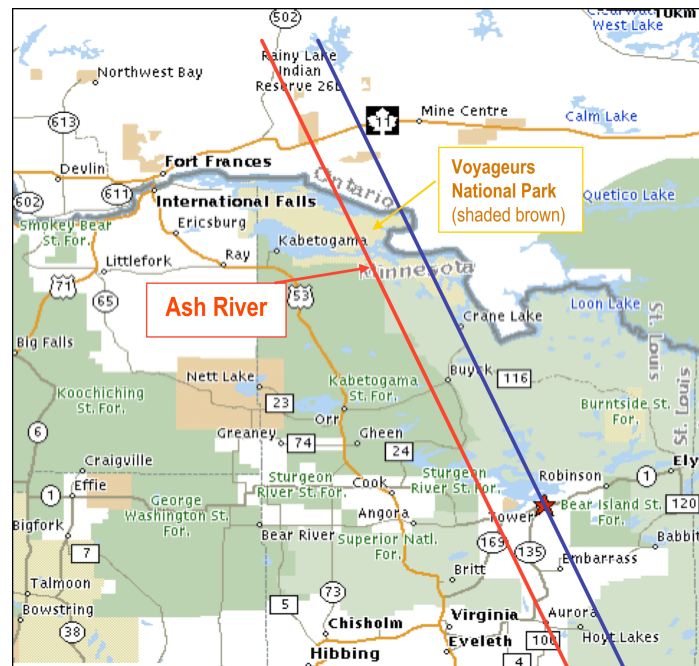 502
10km
Clearwater
West Lake
Rainy Lake
Indian
Reserve 26B
Northwest Bay
11
Mine Centre
Calm Lake
613
Devlin
Fort Frances
Voyageurs
National Park
(shaded brown)
602
611
International Falls
Ontario
Quetico Lake
Smokey Bear
St. For.
Ericsburg
Kabetogama
Littlefork
Ray
Minnesota
71
65
Ash River
53
Loon Lake
Crane Lake
St. Louis
St. Louis
Big Falls
Nett Lake
Kabetogama
St. For.
Buyck
116
Koochiching
St. For.
23
Orr
Burntside St.
For.
6
Greaney
74
Gheen
24
Craigville
Sturgeon
River St. For.
Sturgeon
River St. For.
Robinson
1
Ely
1
Effie
Cook
George
Washington St.
For.
Angora
Tower
Bear Island St.
For.
120
Bigfork
Bear River
Superior Natl.
For.
169
135
Babbit
7
Embarrass
Talmoon
Britt
5
73
Bowstring
38
Chisholm
Virginia
Aurora
Hibbing
Eveleth
4
100
Hoyt Lakes